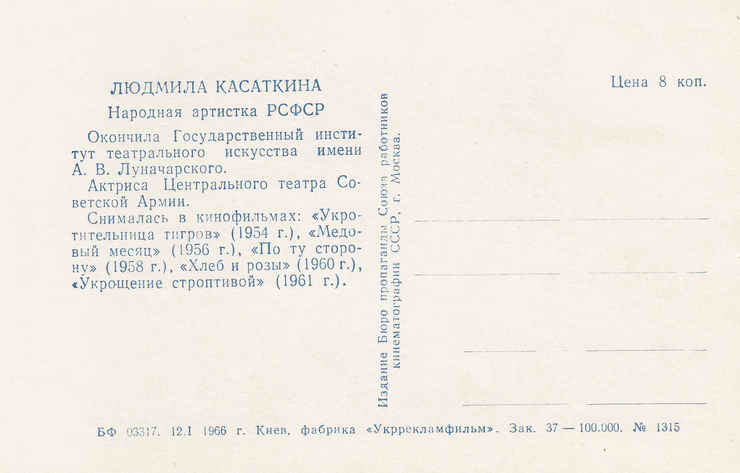 ЛЮДМИЛА КАСАТКИНА
Народная артистка РСФСР
Окончила Государственный инсти-
тут театрального искусства имени
А. В. Луначарского.
Актриса Центрального театра Со-
ветской Армии.
Снималась в кинофильмах: «Укро-
тительница тигров» (1954 г.), «Медо-
вый месяц» (1956 г.), «По ту сторо-
ну» (1958 г.), «Хлеб и розы» (1960 г.),
«Укрощение строптивой» (1961 г.).
Издание Бюро пропаганды Союза работников
кинематографии СССР, г. Москва.
Цена 8 коп.
БФ 03317. 12.I 1966 г. Киев, фабрика «Укррекламфильм». Зак. 37 — 100.000. № 1315